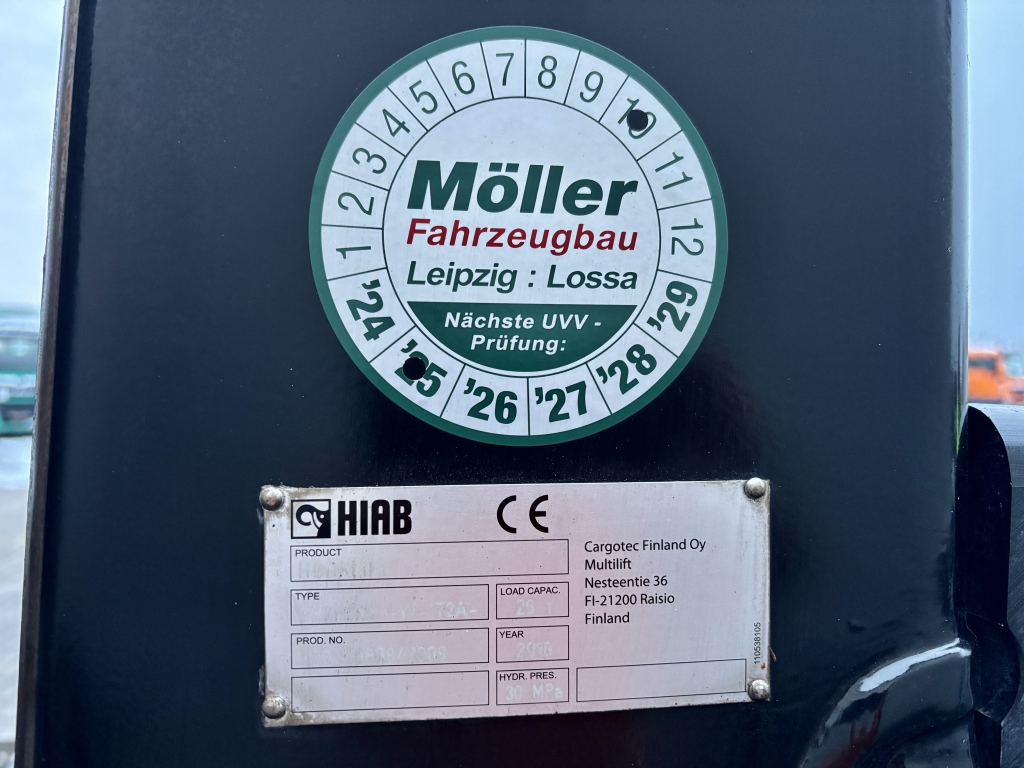 1 2 3 4 5 6 7 8 9 10 11 12
Möller
Fahrzeugbau
Leipzig : Lossa
Nächste UVV -
Prüfung:
'24 '25 '26 '27 '28 '29
HIAB CE
PRODUCT
TYPE
LOAD CAPAC.
PROD. NO.
YEAR
HYDR. PRES.
30 MPa
Cargotec Finland Oy
Multilift
Nesteentie 36
FI-21200 Raisio
Finland
110538105